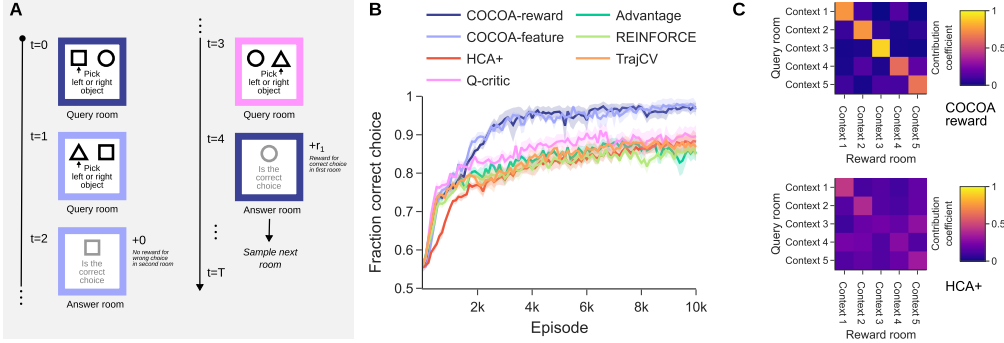 A
t=0
Pick
left or right
object
Query room
t=1
Pick
left or right
object
Query room
t=2
Is the
correct
choice
Answer room
+0
No reward for
wrong choice
in second room
t=3
Pick
left or right
object
Query room
t=4
Is the
correct
choice
Answer room
+r1
Reward for
correct choice
in first room
Sample next
room
t=T
B
COCOA-reward
COCOA-feature
HCA+
Q-critic
Advantage
REINFORCE
TrajCV
Fraction correct choice
1
0.9
0.8
0.7
0.6
0.5
2k
4k
6k
8k
10k
Episode
C
Query room
Context 1
Context 2
Context 3
Context 4
Context 5
Context 1
Context 2
Context 3
Context 4
Context 5
Reward room
Contribution
coefficient
1
0.5
0
COCOA
reward
Query room
Context 1
Context 2
Context 3
Context 4
Context 5
Context 1
Context 2
Context 3
Context 4
Context 5
Reward room
Contribution
coefficient
1
0.5
0
HCA+